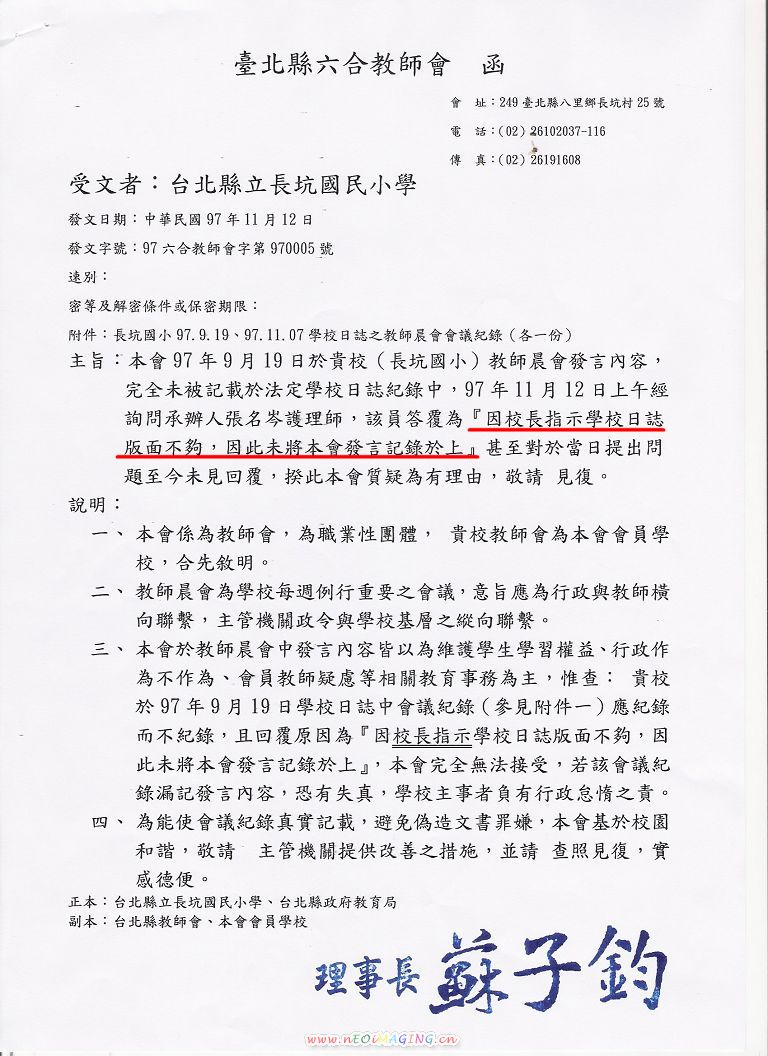 臺北縣六合教師會　函
會　址：249 臺北縣八里鄉長坑村 25 號
電　話：(02) 26102037-116
傳　真：(02) 26191608
受文者：台北縣立長坑國民小學
發文日期：中華民國 97 年 11 月 12 日
發文字號：97 六合教師會字第 970005 號
速別：
密等及解密條件或保密期限：
附件：長坑國小 97.9.19、97.11.07 學校日誌之教師晨會會議紀錄（各一份）
主旨：本會 97 年 9 月 19 日於貴校（長坑國小）教師晨會發言內容，
完全未被記載於法定學校日誌紀錄中，97 年 11 月 12 日上午經
詢問承辦人張名岑護理師，該員答覆為『因校長指示學校日誌
版面不夠，因此未將本會發言記錄於上』甚至對於當日提出問
題至今未見回覆，揆此本會質疑為有理由，敬請 見復。
說明：
一、 本會係為教師會，為職業性團體， 貴校教師會為本會會員學
校，合先敘明。
二、 教師晨會為學校每週例行重要之會議，意旨應為行政與教師橫
向聯繫，主管機關政令與學校基層之縱向聯繫。
三、 本會於教師晨會中發言內容皆以為維護學生學習權益、行政作
為不作為、會員教師疑慮等相關教育事務為主，惟查： 貴校
於 97 年 9 月 19 日學校日誌中會議紀錄（參見附件一）應紀錄
而不紀錄，且回覆原因為『因校長指示學校日誌版面不夠，因
此未將本會發言記錄於上』，本會完全無法接受，若該會議紀
錄漏記發言內容，恐有失真，學校主事者負有行政怠惰之責。
四、 為能使會議紀錄真實記載，避免偽造文書罪嫌，本會基於校園
和諧，敬請　主管機關提供改善之措施，並請 查照見復，實
感德便。
正本：台北縣立長坑國民小學、台北縣政府教育局
副本：台北縣教師會、本會會員學校
理事長 蘇子鈞
www.nEOiMAGING.cn